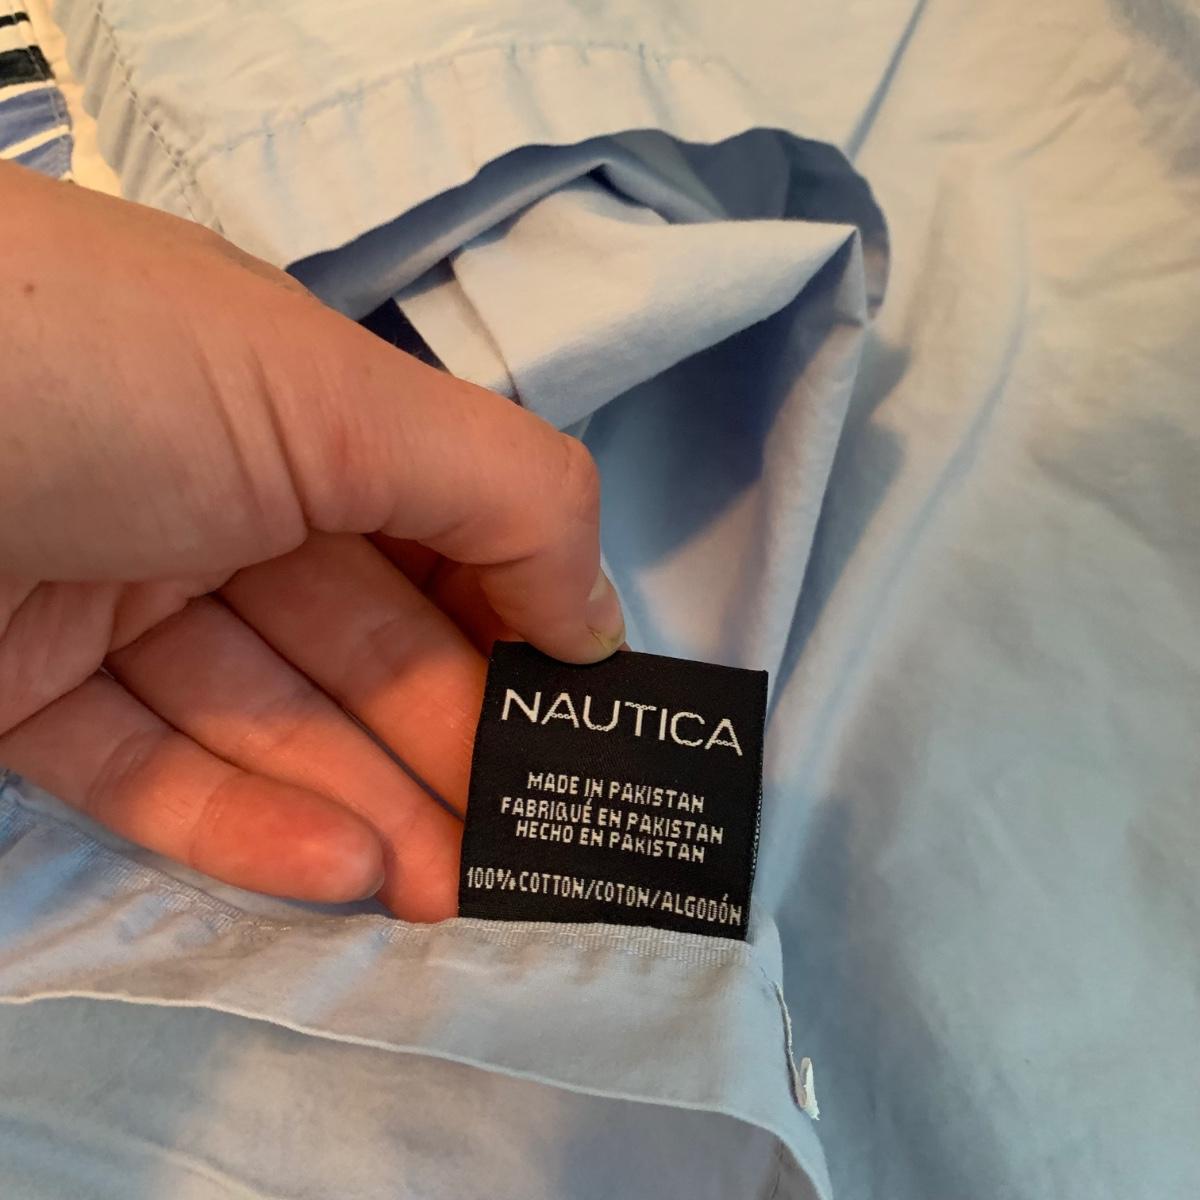 NAUTICA
MADE IN PAKISTAN
FABRIQUÉ EN PAKISTAN
HECHO EN PAKISTAN
100% COTTON/COTON/ALGODÓN